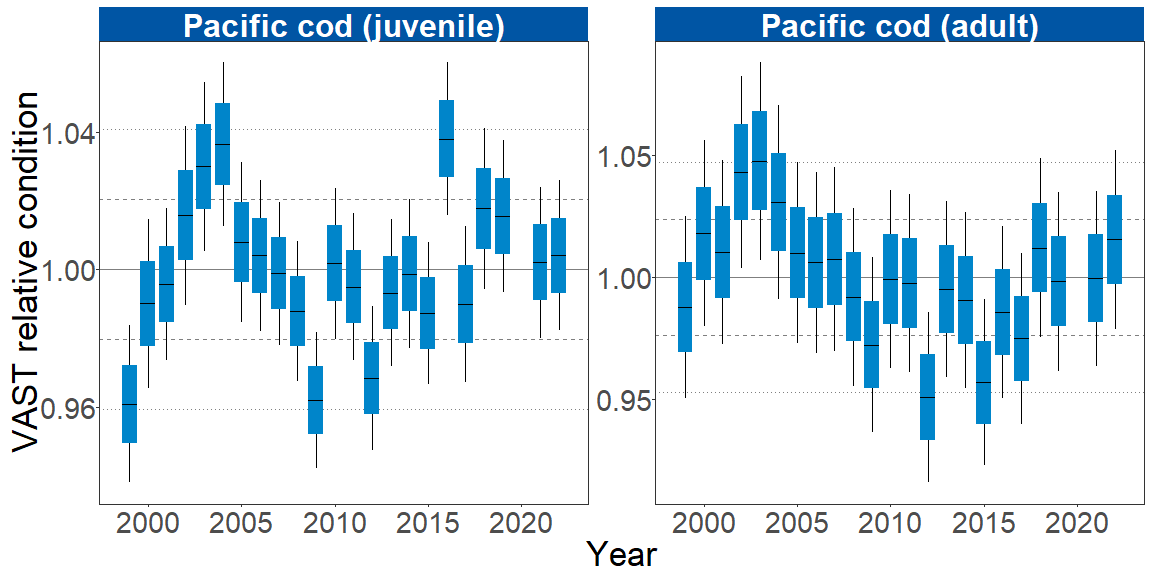 Pacific cod (juvenile)
Pacific cod (adult)
VAST relative condition
1.04
1.00
0.96
1.05
1.00
0.95
2000 2005 2010 2015 2020
2000 2005 2010 2015 2020
Year